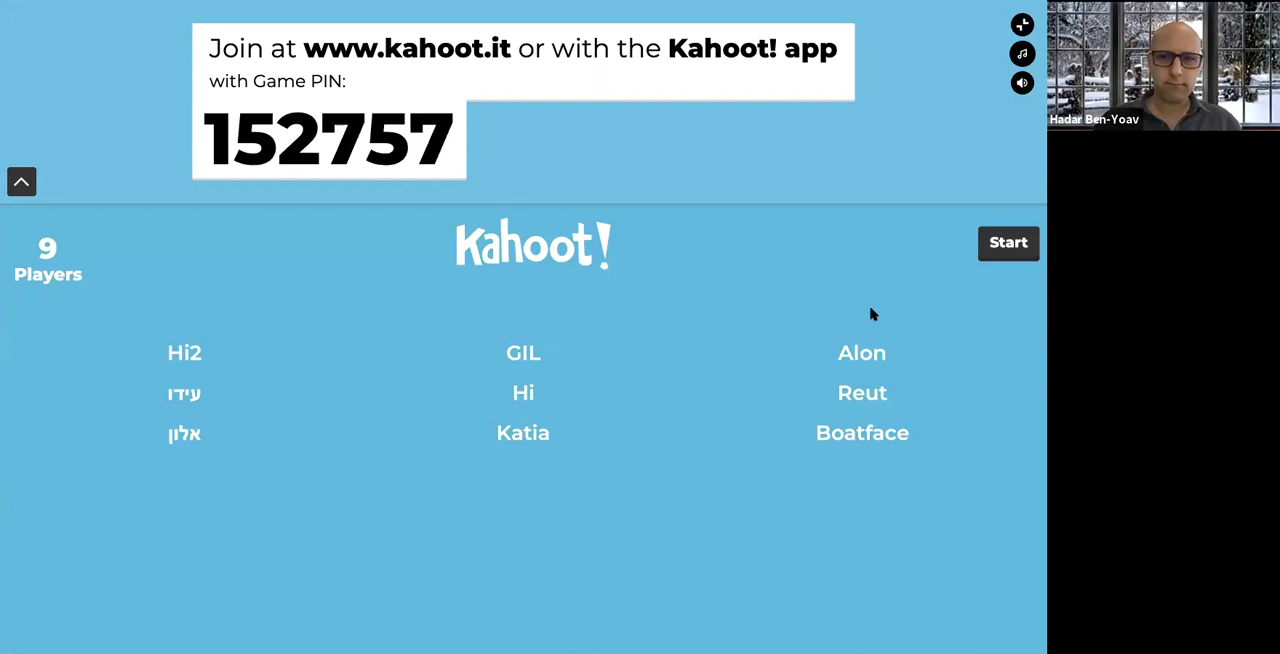 Join at www.kahoot.it or with the Kahoot! app
with Game PIN:
152757
Hadar Ben-Yoav
9
Players
Kahoot!
Start
Hi2
GIL
Alon
עידו
Hi
Reut
אלון
Katia
Boatface